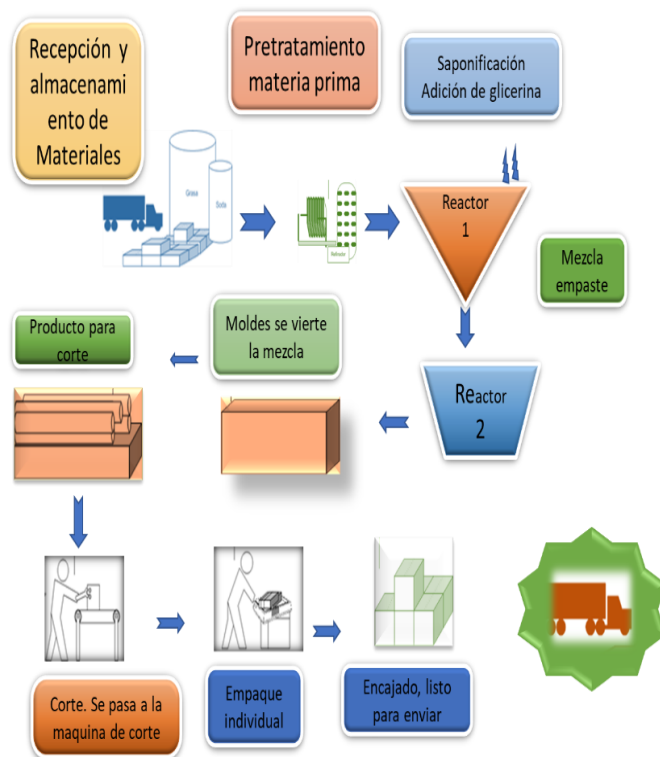 Recepción y
almacenami
ento de
Materiales
Pretratamiento
materia prima
Saponificación
Adición de glicerina
Grasa
Soda
Reactor
1
Mezcla
empaste
Producto para
corte
Moldes se vierte
la mezcla
Reactor
2
Corte. Se pasa a la
maquina de corte
Empaque
individual
Encajado, listo
para enviar